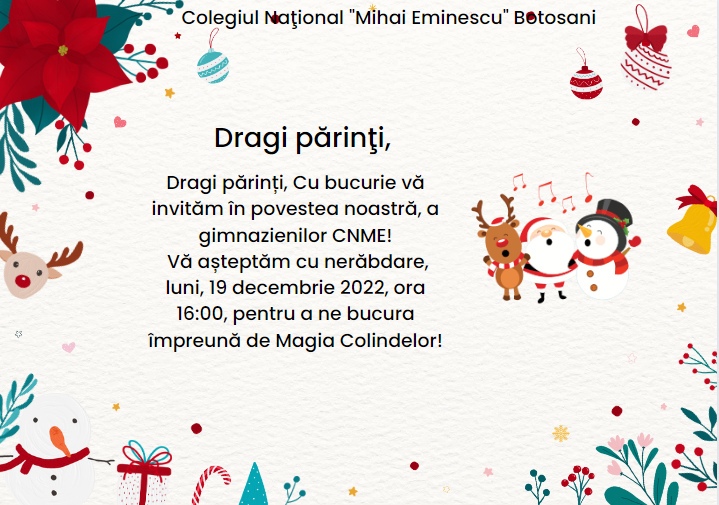 Colegiul Naţional "Mihai Eminescu" Botosani
Dragi părinţi,
Dragi părinți, Cu bucurie vă
invităm în povestea noastră, a
gimnazienilor CNME!
Vă așteptăm cu nerăbdare,
luni, 19 decembrie 2022, ora
16:00, pentru a ne bucura
împreună de Magia Colindelor!